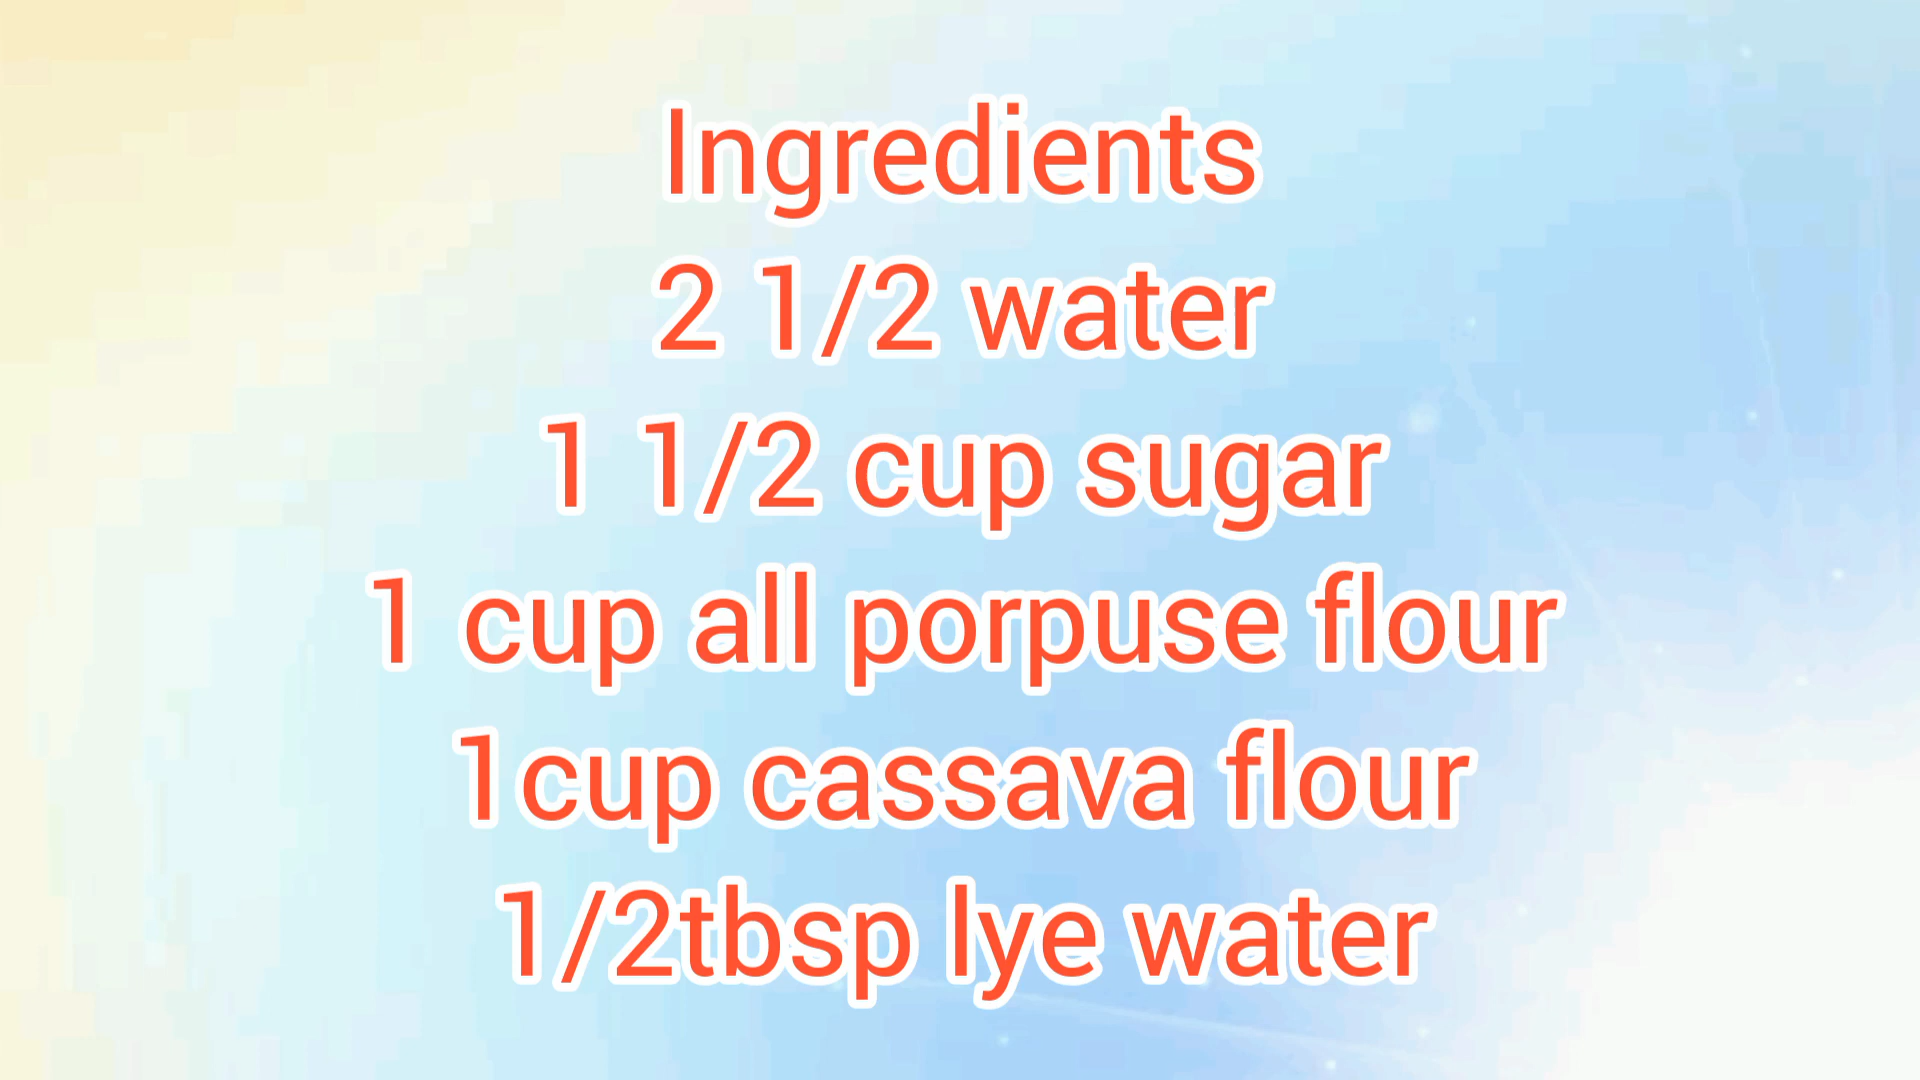 Ingredients
2 1/2 water
1 1/2 cup sugar
1 cup all porpuse flour
1cup cassava flour
1/2tbsp lye water